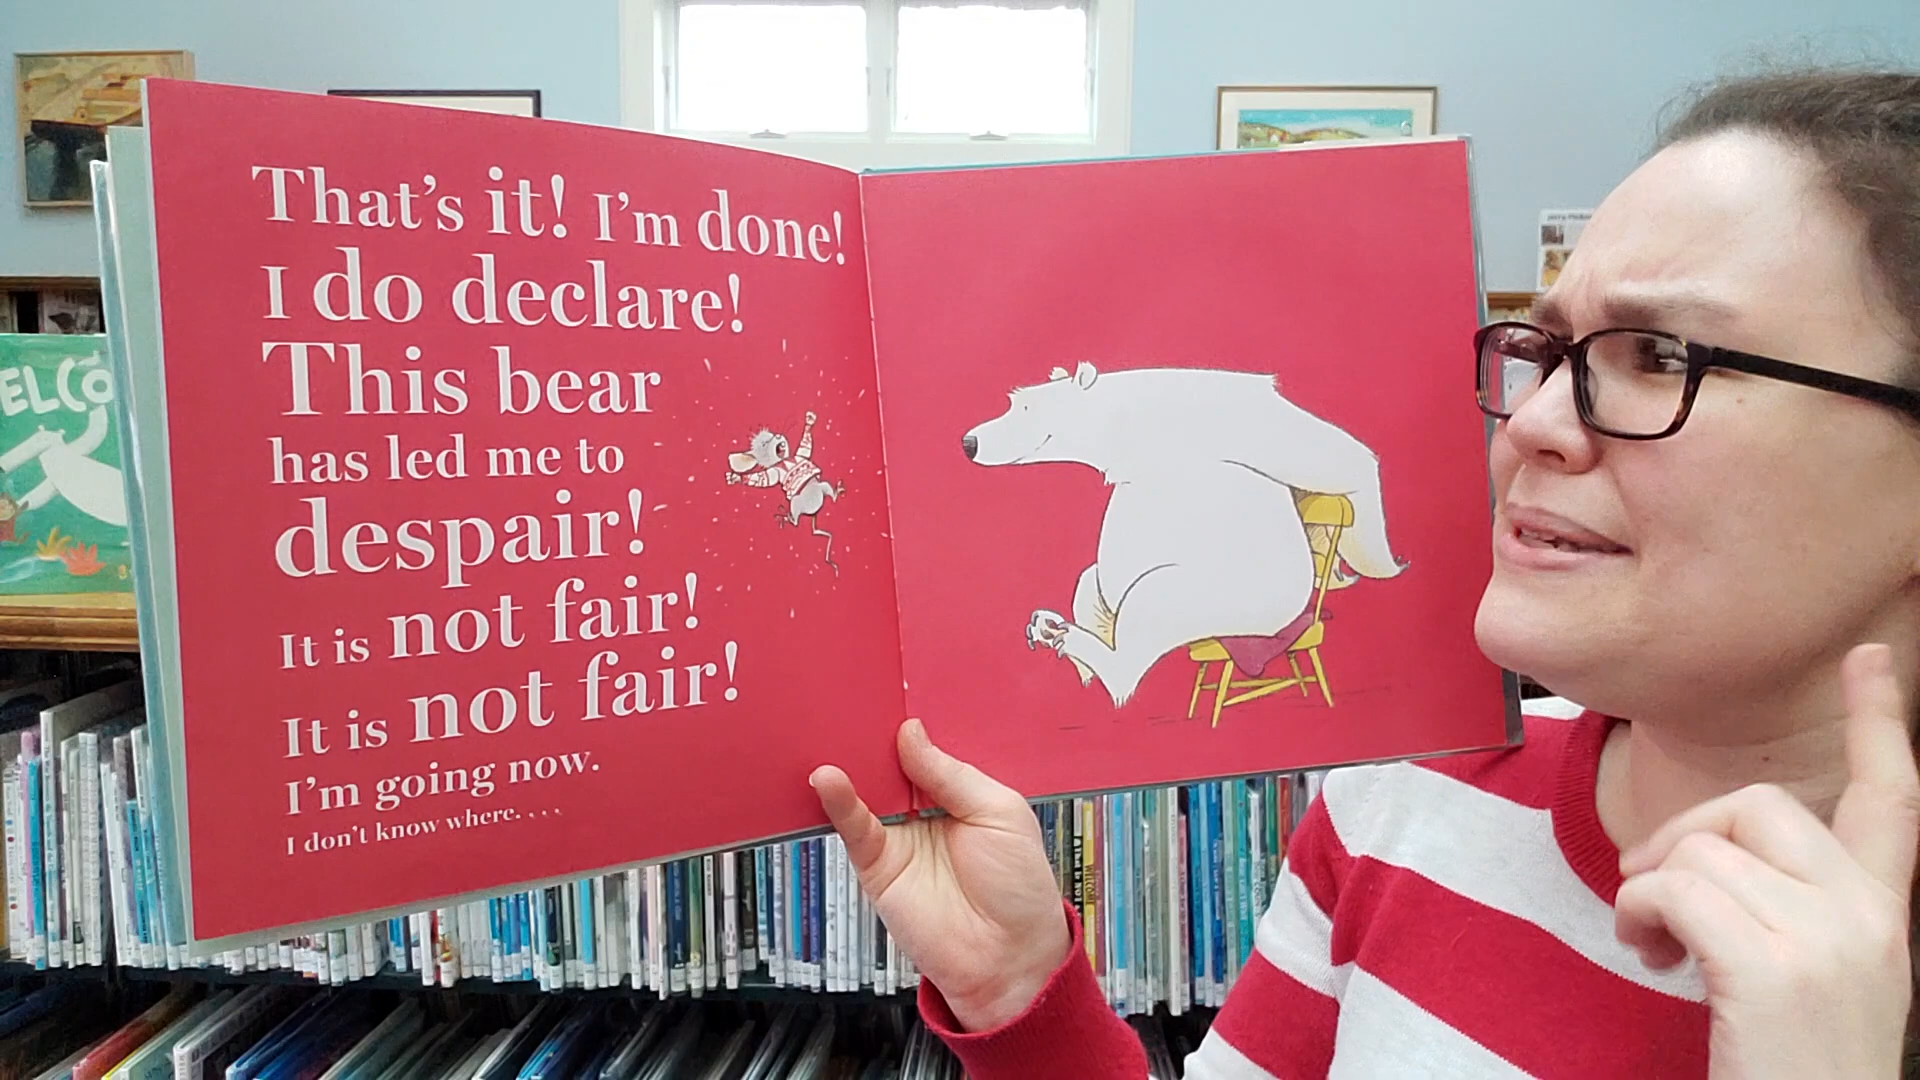 That's it! I'm done!
I do declare!
This bear
has led me to
despair!
It is not fair!
It is not fair!
I'm going now.
I don't know where. . . .
ELCO